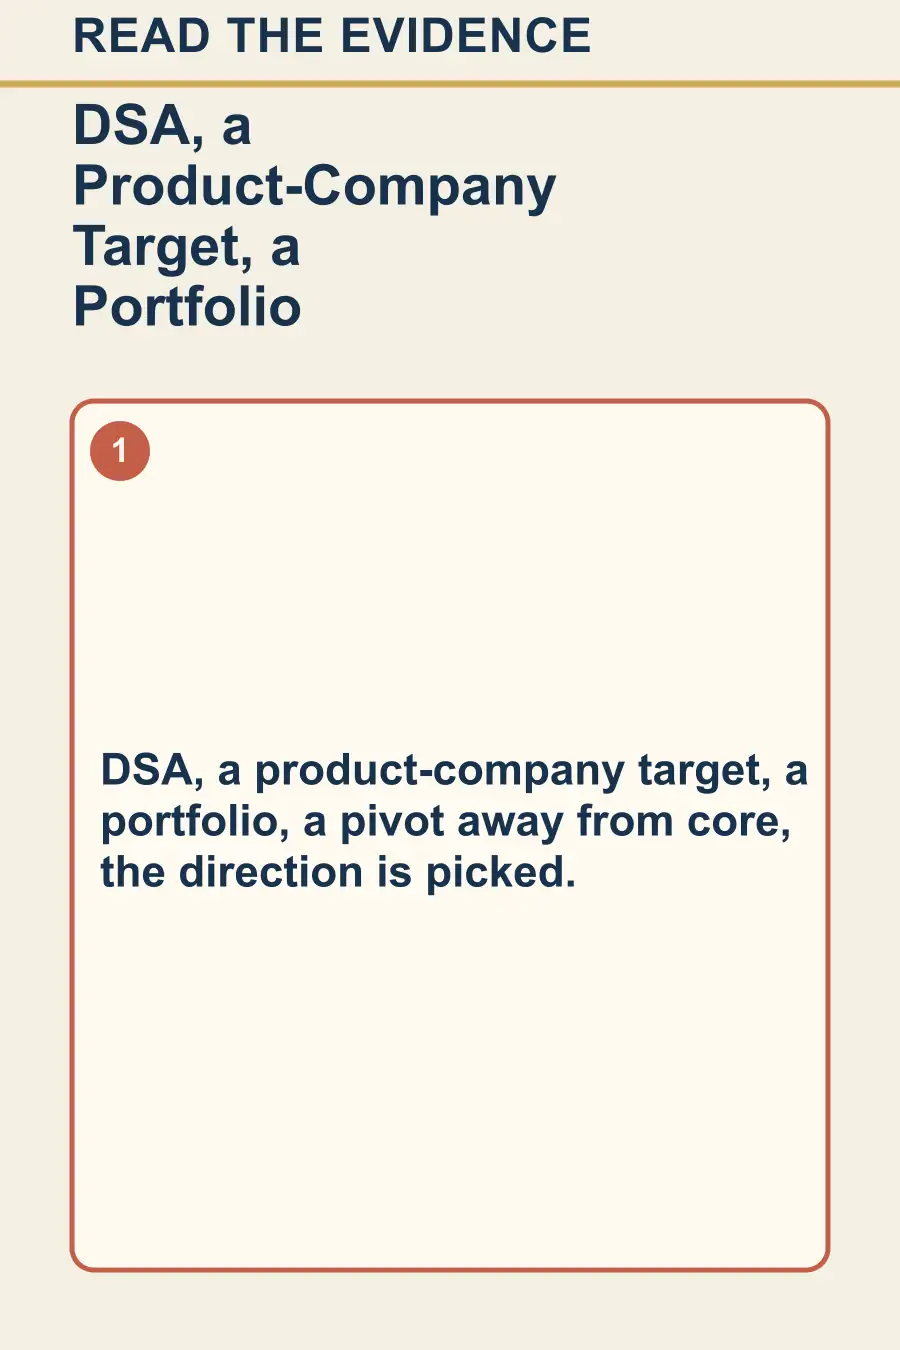 READ THE EVIDENCE
DSA, a
Product-Company
Target, a
Portfolio
1
DSA, a product-company target, a
portfolio, a pivot away from core,
the direction is picked.